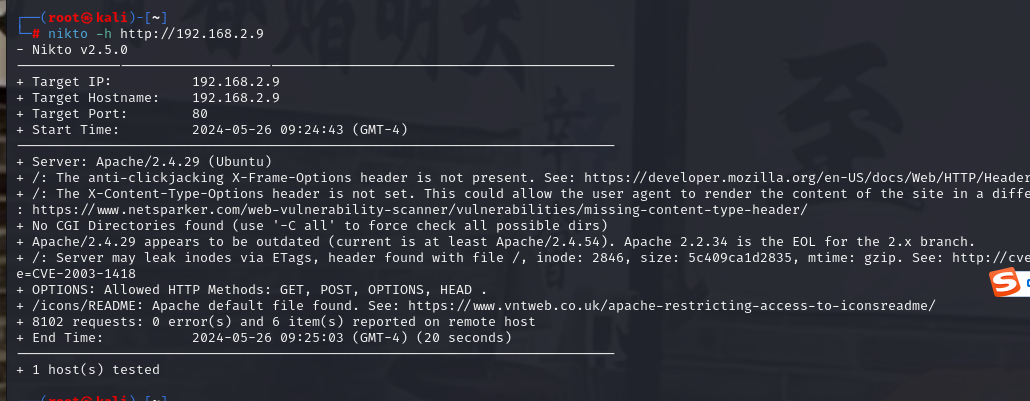 ┌──(root㉿kali)-[~]
└─# nikto -h http://192.168.2.9
- Nikto v2.5.0
---------------------------------------------------------------------------
+ Target IP:          192.168.2.9
+ Target Hostname:    192.168.2.9
+ Target Port:        80
+ Start Time:         2024-05-26 09:24:43 (GMT-4)
---------------------------------------------------------------------------
+ Server: Apache/2.4.29 (Ubuntu)
+ /: The anti-clickjacking X-Frame-Options header is not present. See: https://developer.mozilla.org/en-US/docs/Web/HTTP/Header
+ /: The X-Content-Type-Options header is not set. This could allow the user agent to render the content of the site in a diffe
: https://www.netsparker.com/web-vulnerability-scanner/vulnerabilities/missing-content-type-header/
+ No CGI Directories found (use '-C all' to force check all possible dirs)
+ Apache/2.4.29 appears to be outdated (current is at least Apache/2.4.54). Apache 2.2.34 is the EOL for the 2.x branch.
+ /: Server may leak inodes via ETags, header found with file /, inode: 2846, size: 5c409ca1d2835, mtime: gzip. See: http://cve
e-CVE-2003-1418
+ OPTIONS: Allowed HTTP Methods: GET, POST, OPTIONS, HEAD .
+ /icons/README: Apache default file found. See: https://www.vntweb.co.uk/apache-restricting-access-to-iconsreadme/
+ 8102 requests: 0 error(s) and 6 item(s) reported on remote host
+ End Time:           2024-05-26 09:25:03 (GMT-4) (20 seconds)
---------------------------------------------------------------------------
+ 1 host(s) tested
至
S